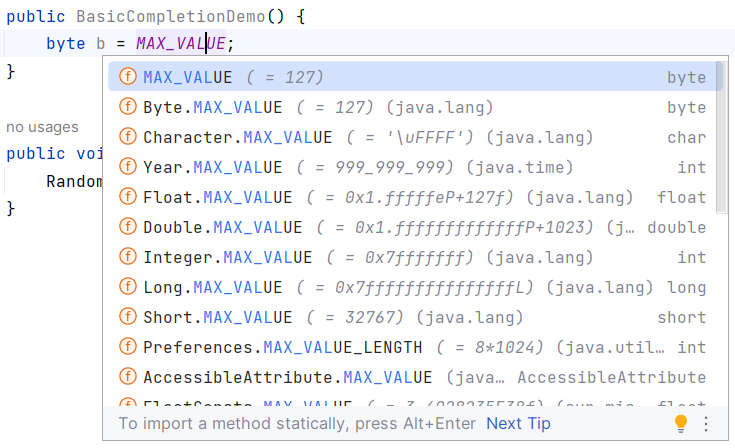 public BasicCompletionDemo() {
byte b = MAX_VALUE;
}
no usages
public voi
Random
}
f MAX_VALUE ( = 127) byte
f Byte.MAX_VALUE ( = 127) (java.lang) byte
f Character.MAX_VALUE ( = '\uFFFF') (java.lang) char
f Year.MAX_VALUE ( = 999_999_999) (java.time) int
f Float.MAX_VALUE ( = 0x1.fffffeP+127f) (java.lang) float
f Double.MAX_VALUE ( = 0x1.fffffffffffffP+1023) (j… double
f Integer.MAX_VALUE ( = 0x7fffffff) (java.lang) int
f Long.MAX_VALUE ( = 0x7fffffffffffffffL) (java.lang) long
f Short.MAX_VALUE ( = 32767) (java.lang) short
f Preferences.MAX_VALUE_LENGTH ( = 8*1024) (java.util… int
f AccessibleAttribute.MAX_VALUE (java… AccessibleAttribute
To import a method statically, press Alt+Enter Next Tip